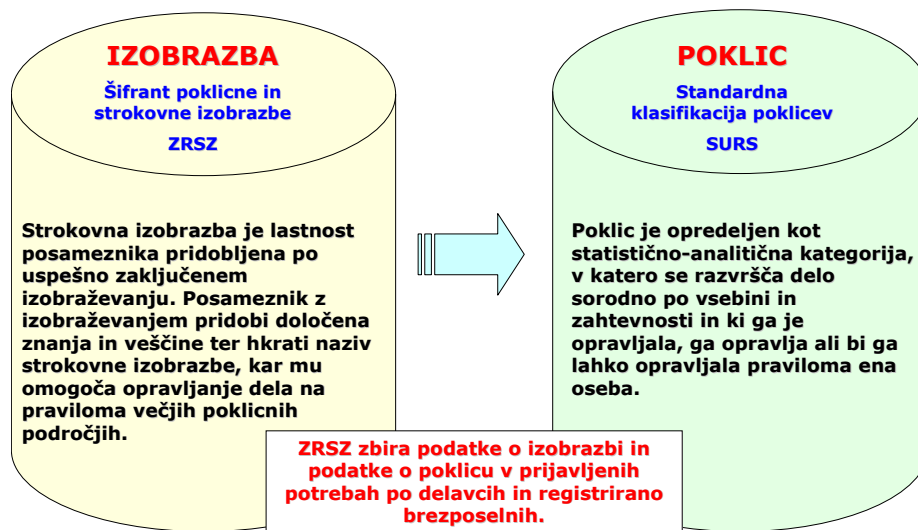 IZOBRAZBA
Šifrant poklicne in
strokovne izobrazbe
ZRSZ
Strokovna izobrazba je lastnost
posameznika pridobljena po
uspešno zaključenem
izobraževanju. Posameznik z
izobraževanjem pridobi določena
znanja in veščine ter hkrati naziv
strokovne izobrazbe, kar mu
omogoča opravljanje dela na
praviloma večjih poklicnih
področjih.
POKLIC
Standardna
klasifikacija poklicev
SURS
Poklic je opredeljen kot
statistično-analitična kategorija,
v katero se razvršča delo
sorodno po vsebini in
zahtevnosti in ki ga je
opravljala, ga opravlja ali bi ga
lahko opravljala praviloma ena
oseba.
ZRSZ zbira podatke o izobrazbi in
podatke o poklicu v prijavljenih
potrebah po delavcih in registrirano
brezposelnih.